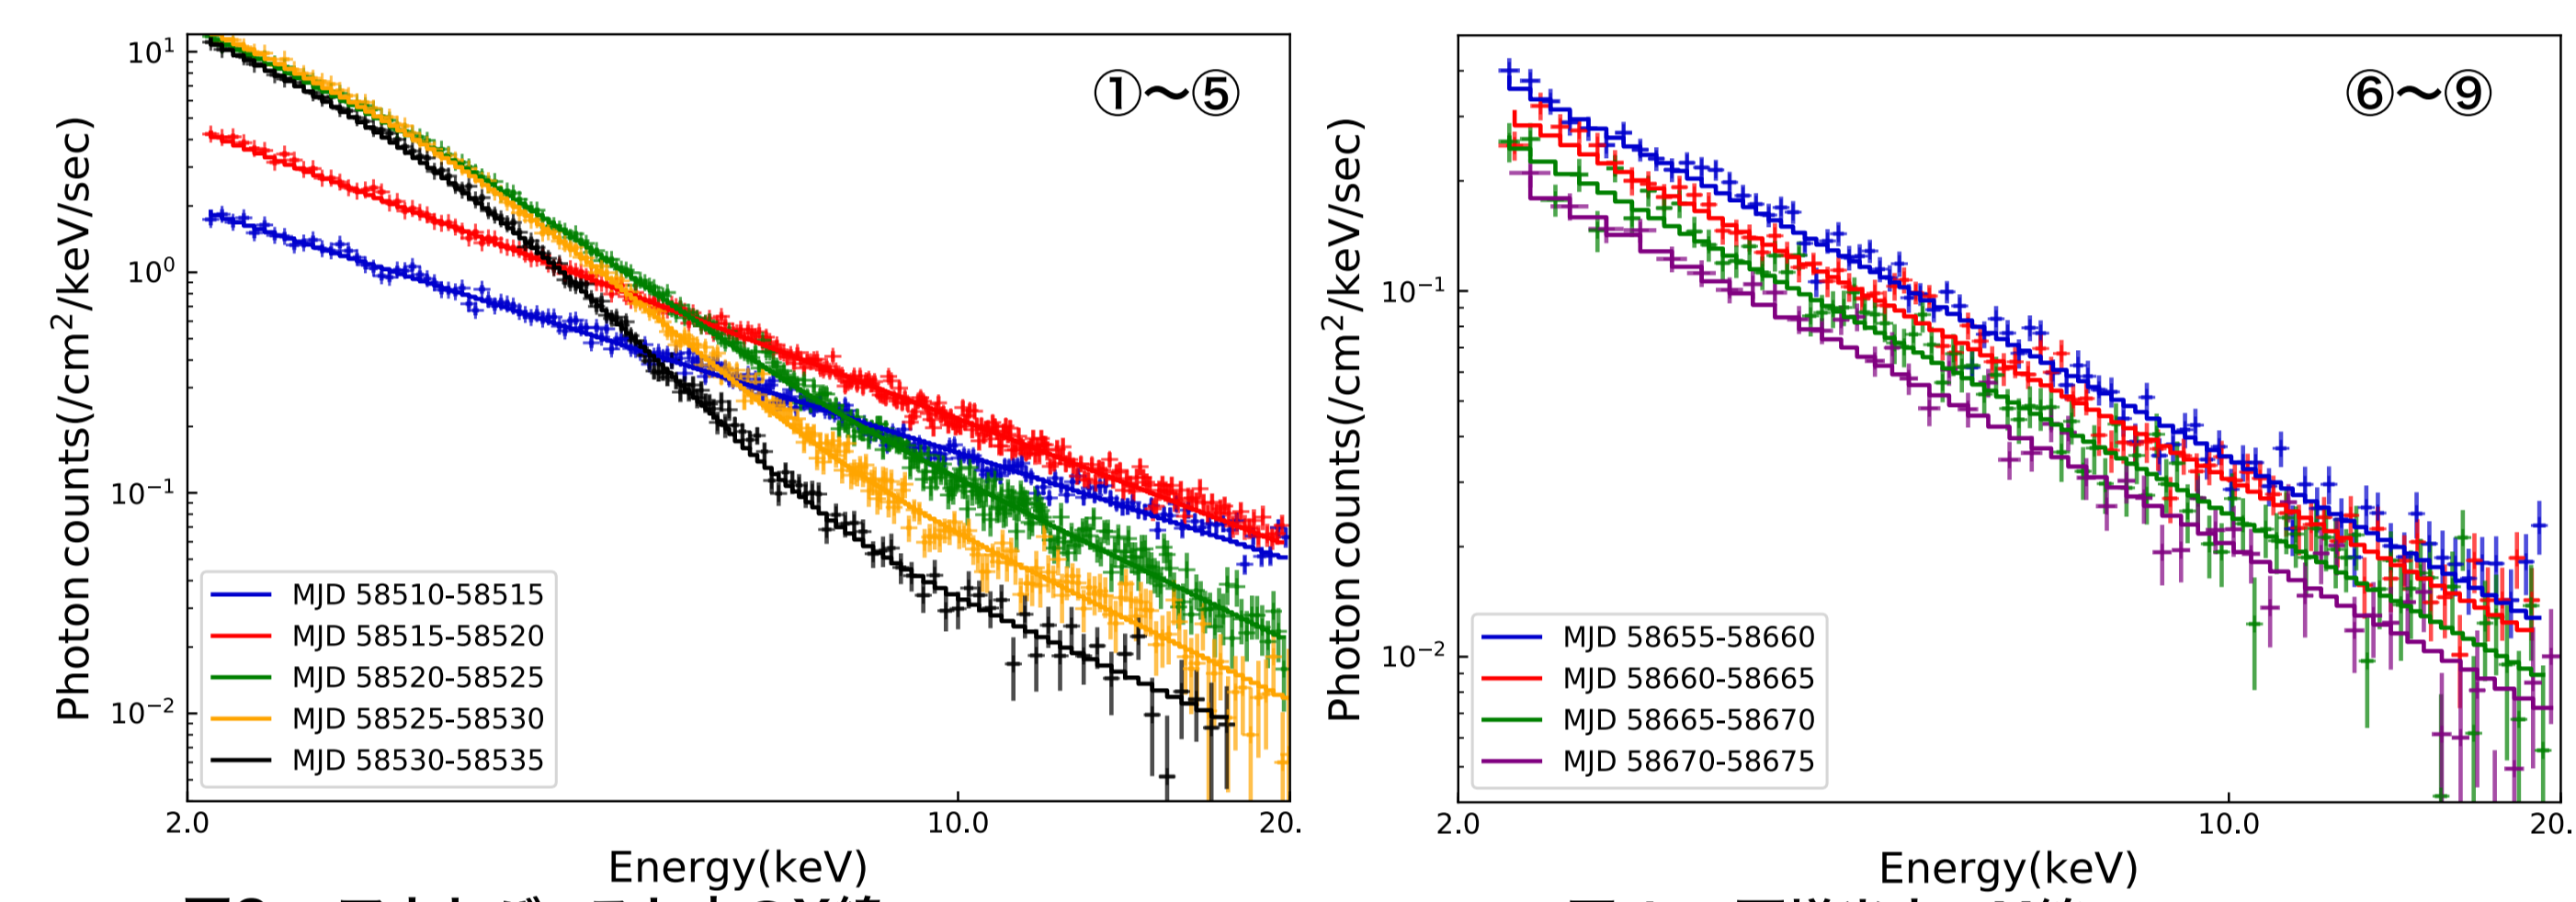 Photon counts(/cm²/keV/sec)
10¹
10⁰
10⁻¹
10⁻²
①〜⑤
MJD 58510-58515
MJD 58515-58520
MJD 58520-58525
MJD 58525-58530
MJD 58530-58535
2.0 10.0 20.
Energy(keV)
Photon counts(/cm²/keV/sec)
10⁻¹
10⁻²
⑥〜⑨
MJD 58655-58660
MJD 58660-58665
MJD 58665-58670
MJD 58670-58675
2.0 10.0 20.
Energy(keV)